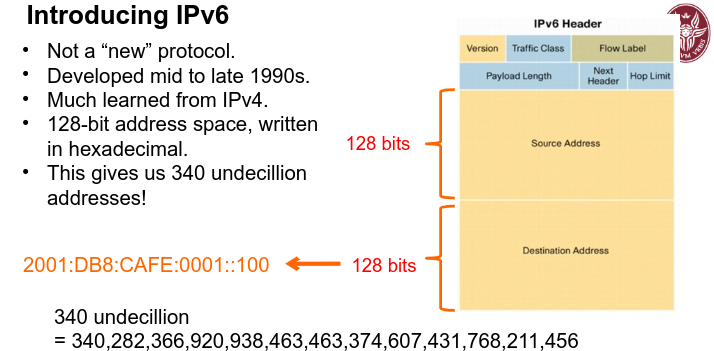 Introducing IPv6
• Not a “new” protocol.
• Developed mid to late 1990s.
• Much learned from IPv4.
• 128-bit address space, written
in hexadecimal.
• This gives us 340 undecillion
addresses!
IPv6 Header
Version Traffic Class Flow Label
Payload Length Next Header Hop Limit
128 bits
Source Address
Destination Address
2001:DB8:CAFE:0001::100
128 bits
340 undecillion
= 340,282,366,920,938,463,463,374,607,431,768,211,456